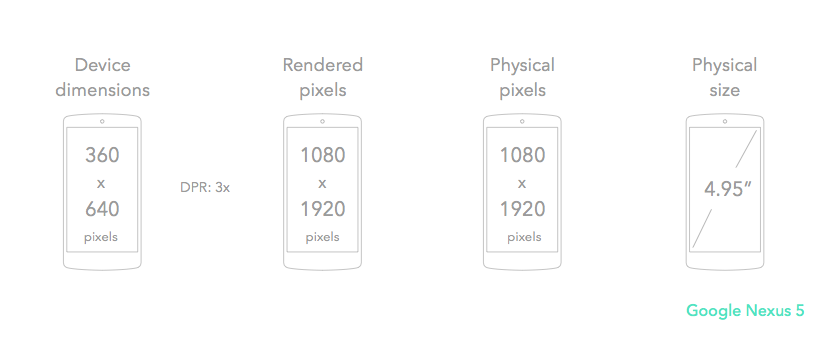 Device
dimensions
360
x
640
pixels
DPR: 3x
Rendered
pixels
1080
x
1920
pixels
Physical
pixels
1080
x
1920
pixels
Physical
size
4.95”
Google Nexus 5